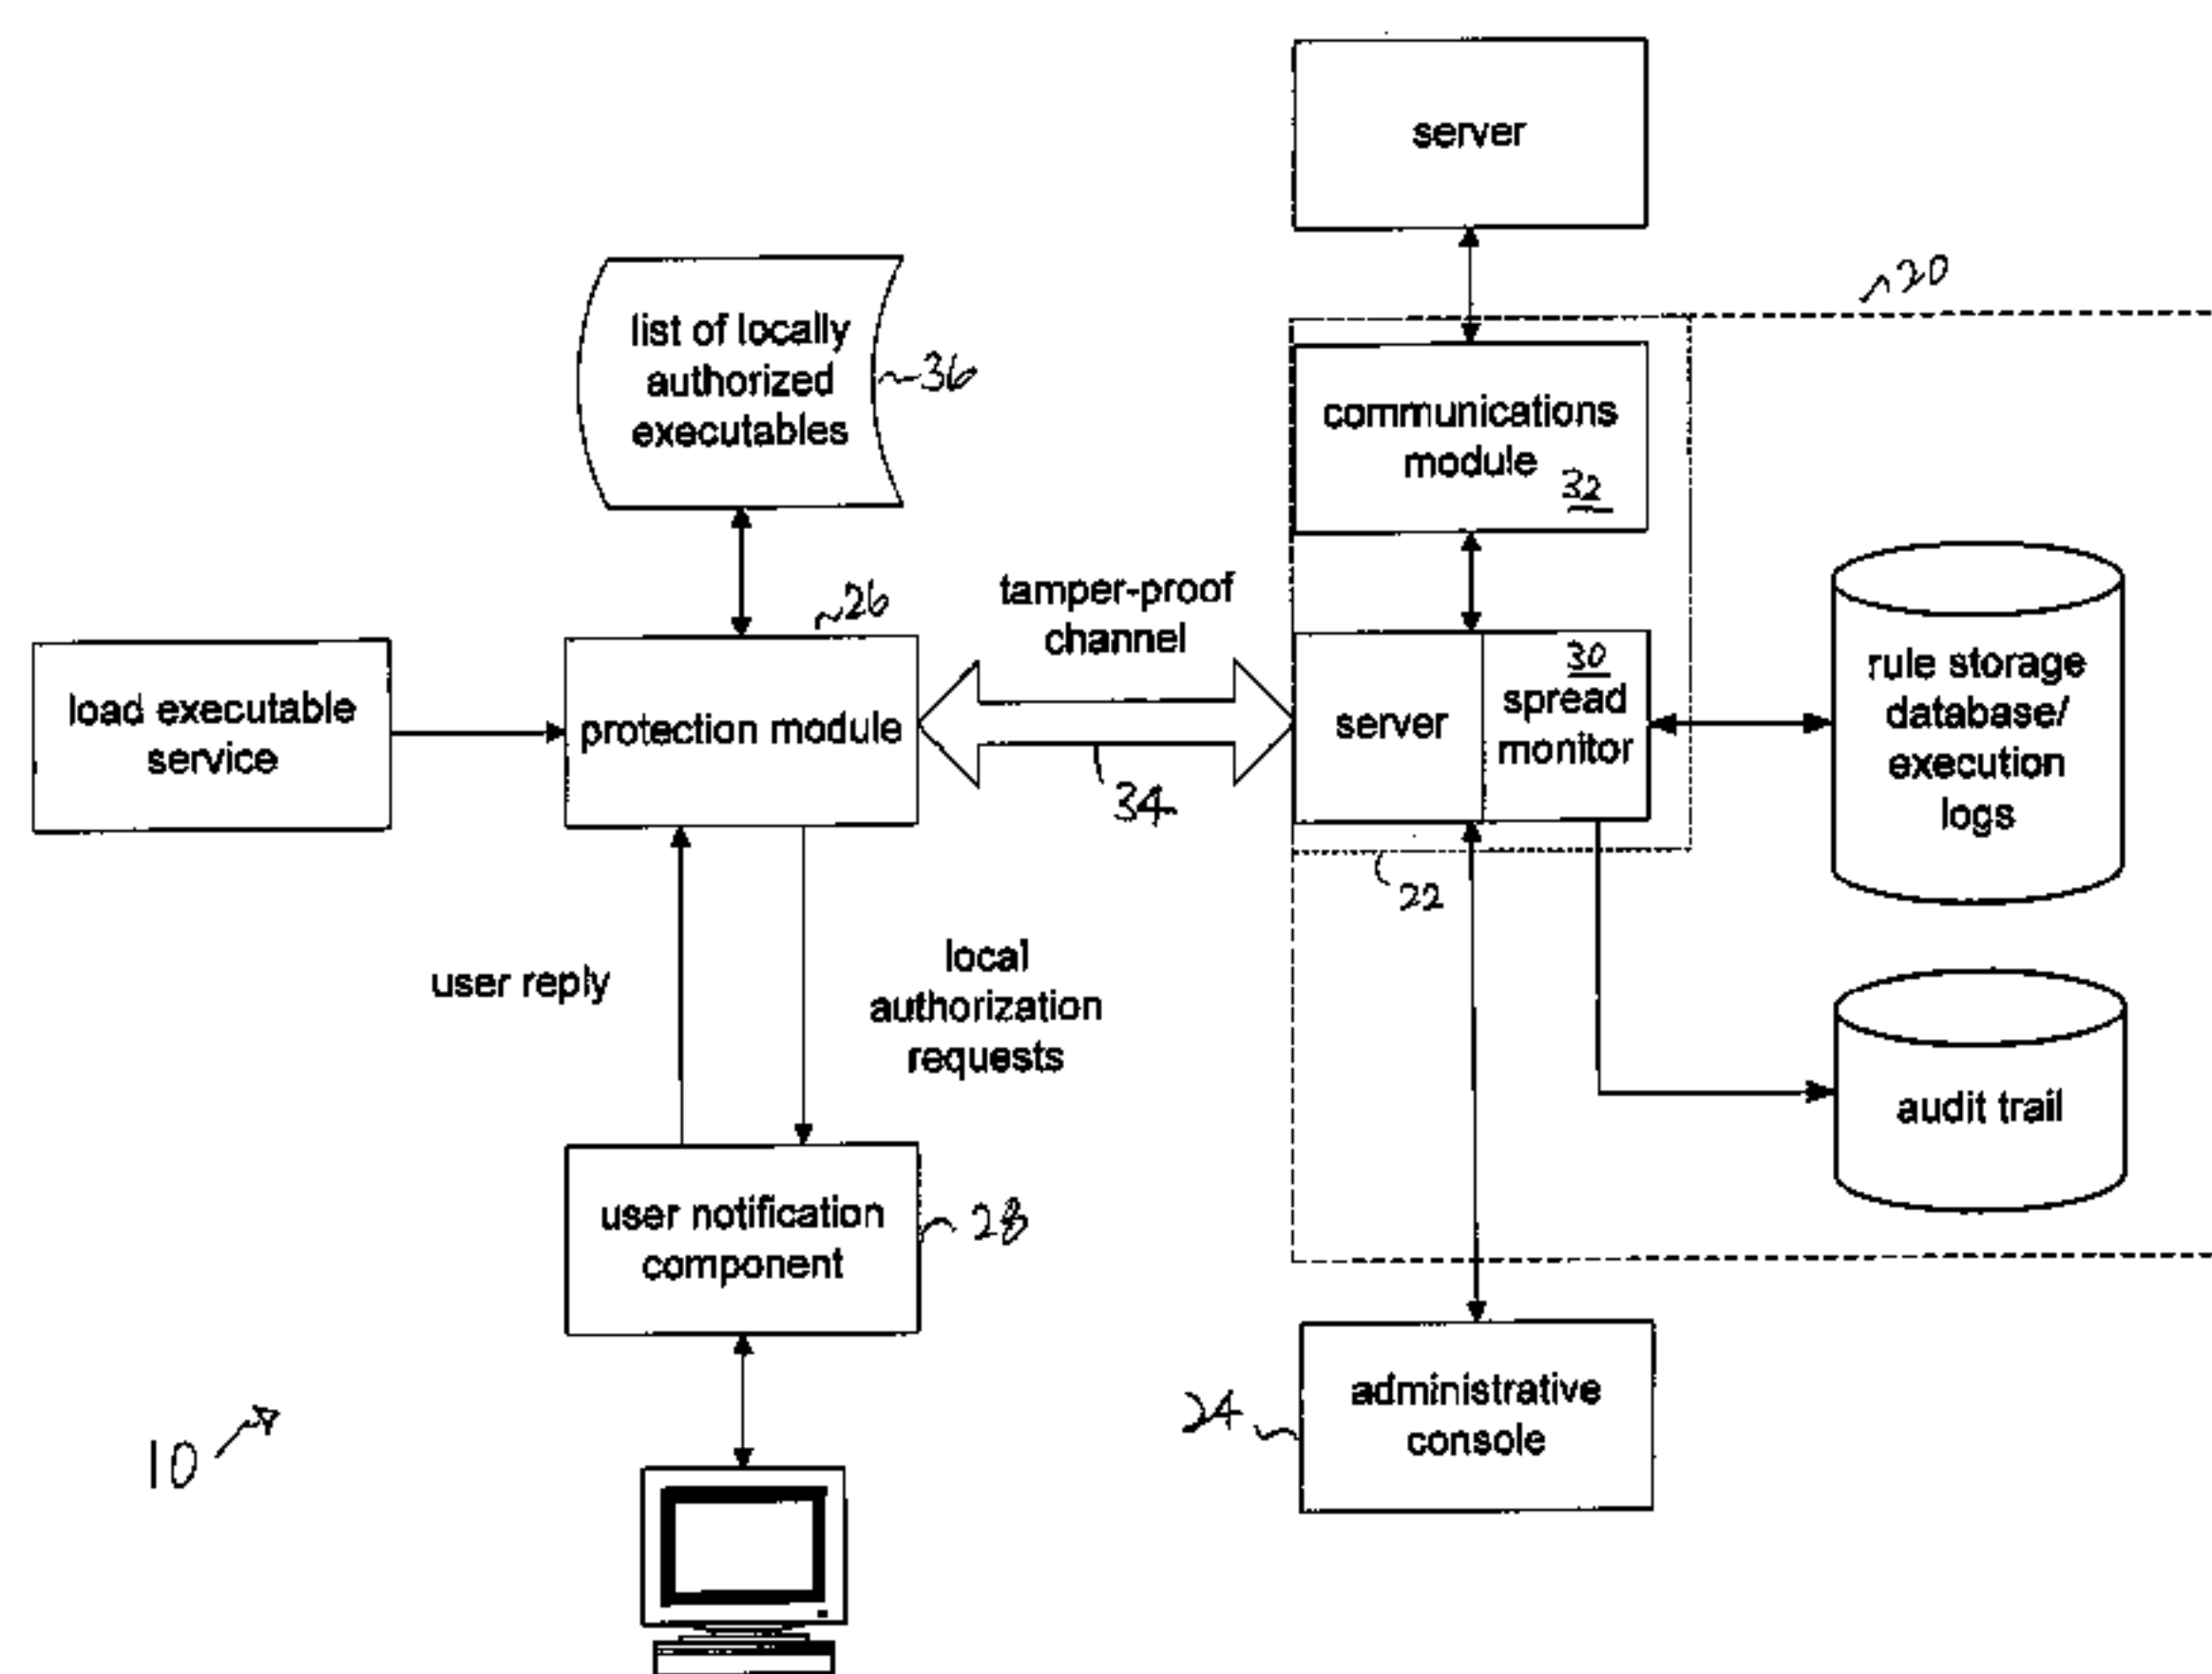 server
20
list of locally
authorized
executables
36
communications
module
32
26
tamper-proof
channel
load executable
service
protection module
34
server
30
spread
monitor
rule storage
database/
execution
logs
22
user reply
local
authorization
requests
audit trail
user notification
component
28
24
administrative
console
10